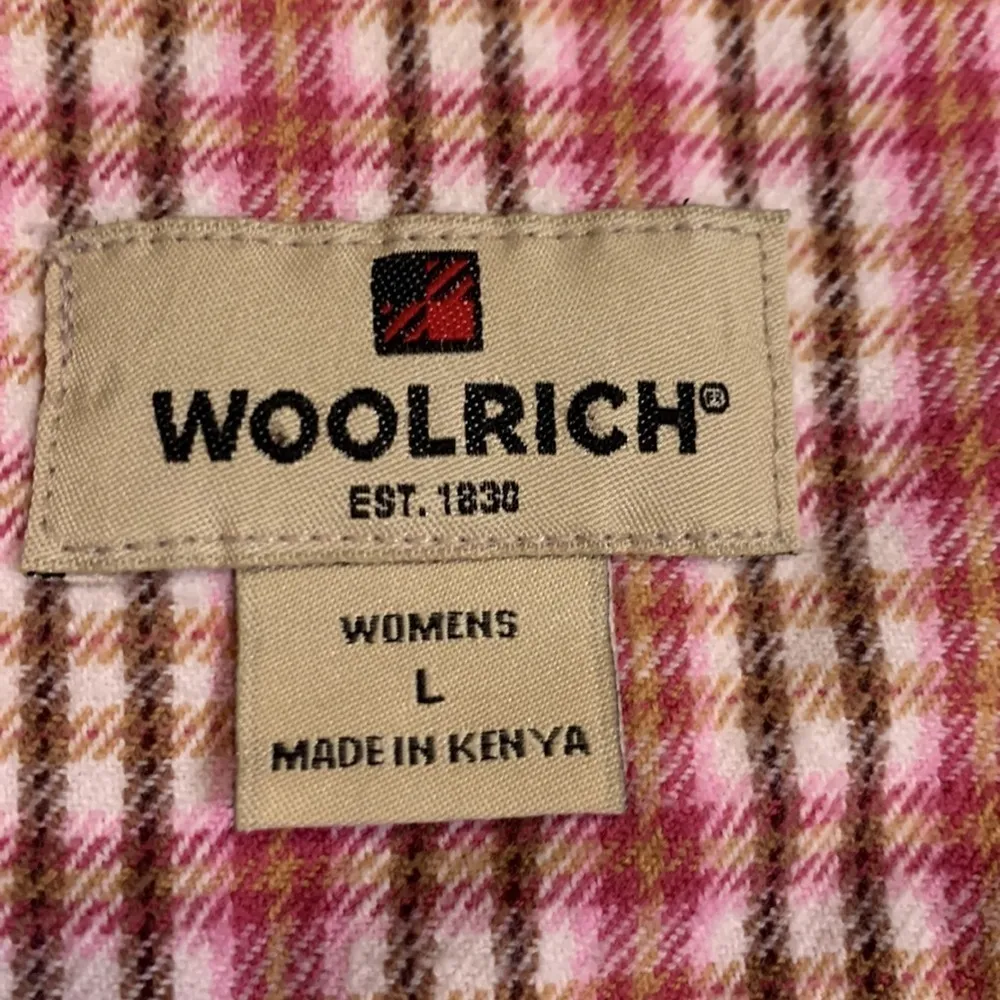 WOOLRICH®
EST. 1830
WOMENS
L
MADE IN KENYA